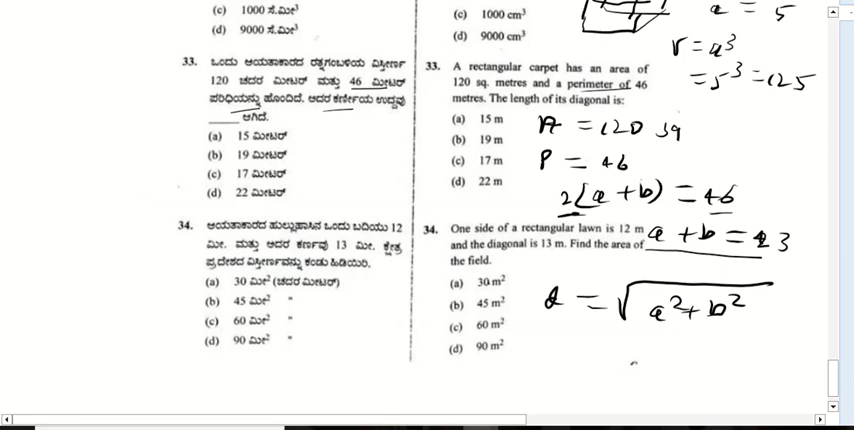 (c) 1000 ಸೆ.ಮೀ³
(d) 9000 ಸೆ.ಮೀ³
33. ಒಂದು ಆಯತಾಕಾರದ ರತ್ನಗಂಬಳಿಯ ವಿಸ್ತೀರ್ಣ
120 ಚದರ ಮೀಟರ್ ಮತ್ತು 46 ಮೀಟರ್
ಪರಿಧಿಯನ್ನು ಹೊಂದಿದೆ. ಅದರ ಕರ್ಣೀಯ ಉದ್ದವು
______ ಆಗಿದೆ.
(a) 15 ಮೀಟರ್
(b) 19 ಮೀಟರ್
(c) 17 ಮೀಟರ್
(d) 22 ಮೀಟರ್
34. ಆಯತಾಕಾರದ ಹುಲ್ಲುಹಾಸಿನ ಒಂದು ಬದಿಯು 12
ಮೀ. ಮತ್ತು ಅದರ ಕರ್ಣವು 13 ಮೀ. ಕ್ಷೇತ್ರ
ಪ್ರದೇಶದ ವಿಸ್ತೀರ್ಣವನ್ನು ಕಂಡು ಹಿಡಿಯಿರಿ.
(a) 30 ಮೀ² (ಚದರ ಮೀಟರ್)
(b) 45 ಮೀ² "
(c) 60 ಮೀ² "
(d) 90 ಮೀ² "
(c) 1000 cm³
(d) 9000 cm³
33. A rectangular carpet has an area of
120 sq. metres and a perimeter of 46
metres. The length of its diagonal is:
(a) 15 m
(b) 19 m
(c) 17 m
(d) 22 m
34. One side of a rectangular lawn is 12 m
and the diagonal is 13 m. Find the area of
the field.
(a) 30 m²
(b) 45 m²
(c) 60 m²
(d) 90 m²
a = 5
V = a³
= 5³ = 125
A = 120 sq
P = 46
2(a + b) = 46
a + b = 23
d = √a² + b²